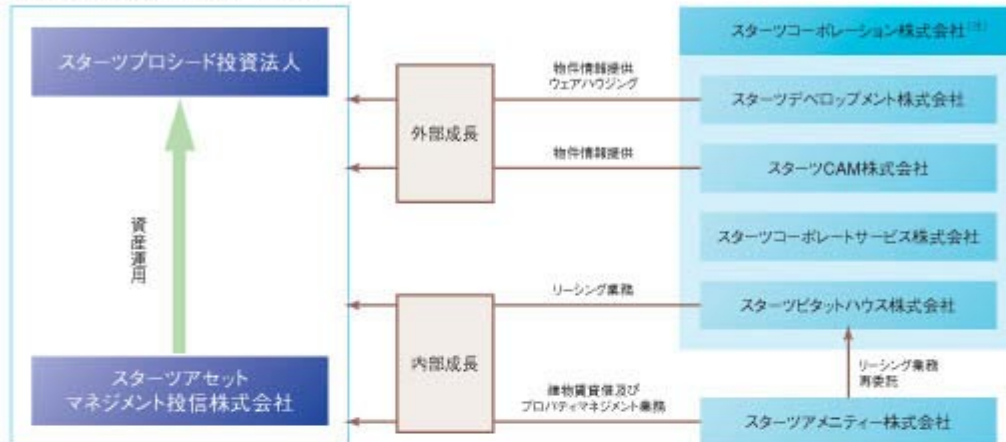 スターツプロシード投資法人
資産運用
スターツアセット
マネジメント投信株式会社
外部成長
内部成長
物件情報提供
ウェアハウジング
物件情報提供
リーシング業務
建物賃貸借及び
プロパティマネジメント業務
スターツコーポレーション株式会社
スターツデベロップメント株式会社
スターツCAM株式会社
スターツコーポレートサービス株式会社
スターツピタットハウス株式会社
リーシング業務
再委託
スターツアメニティー株式会社